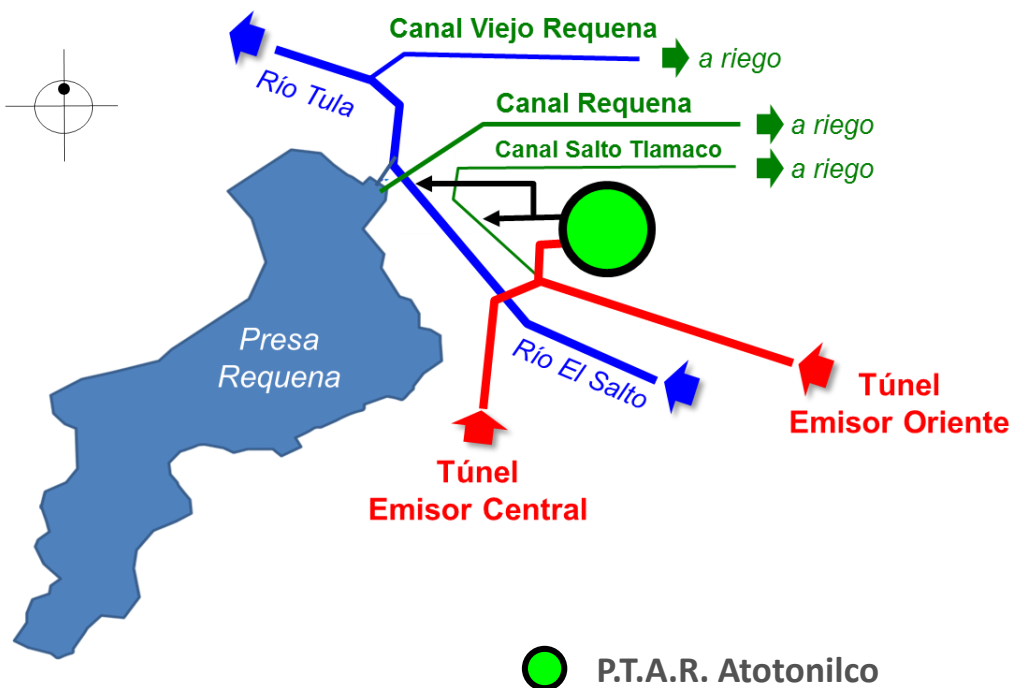 Canal Viejo Requena
a riego
Río Tula
Canal Requena
a riego
Canal Salto Tlamaco
a riego
Presa
Requena
Río El Salto
Túnel
Emisor Oriente
Túnel
Emisor Central
P.T.A.R. Atotonilco